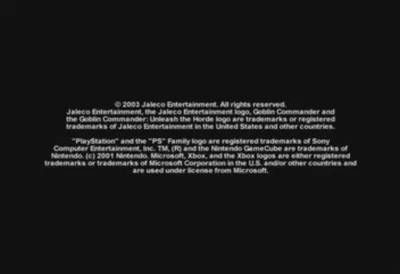 © 2003 Jaleco Entertainment. All rights reserved.
Jaleco Entertainment, the Jaleco Entertainment logo, Goblin Commander and
the Goblin Commander: Unleash the Horde logo are trademarks or registered
trademarks of Jaleco Entertainment in the United States and other countries.
"PlayStation" and the "PS" Family logo are registered trademarks of Sony
Computer Entertainment, Inc. TM, (R) and the Nintendo GameCube are trademarks of
Nintendo. (c) 2001 Nintendo. Microsoft, Xbox, and the Xbox logos are either registered
trademarks or trademarks of Microsoft Corporation in the U.S. and/or other countries and
are used under license from Microsoft.